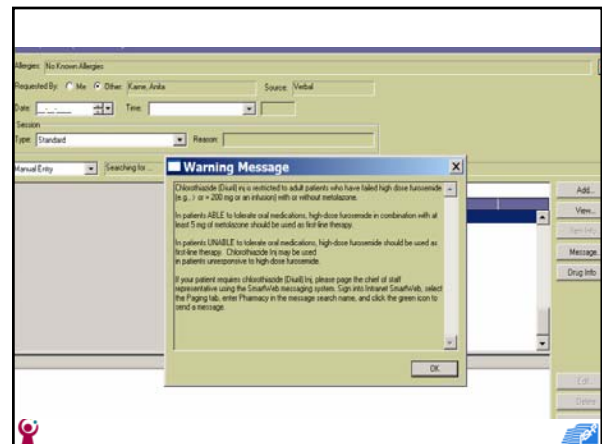 Allergies: No Known Allergies
Requested By: Me Other: Source: Verbal
Date: Time:
Session
Type: Standard Reason:
Manual Entry Searching for ...
Warning Message
Chlorothiazide (Diuril) inj is restricted to adult patients who have failed high dose furosemide
(e.g., > or = 200 mg or an infusion) with or without metolazone.
In patients ABLE to tolerate oral medications, high-dose furosemide in combination with at
least 5 mg of metolazone should be used as first-line therapy.
In patients UNABLE to tolerate oral medications, high-dose furosemide should be used as
first-line therapy. Chlorothiazide Inj may be used
in patients unresponsive to high-dose furosemide.
If your patient requires chlorothiazide (Diuril) Inj, please page the chief of staff
representative using the SmartWeb messaging system. Sign into Intranet SmartWeb, select
the Paging tab, enter Pharmacy in the message search name, and click the green icon to
send a message.
OK
Add...
View...
Item Info
Message
Drug Info
Edit...
Delete